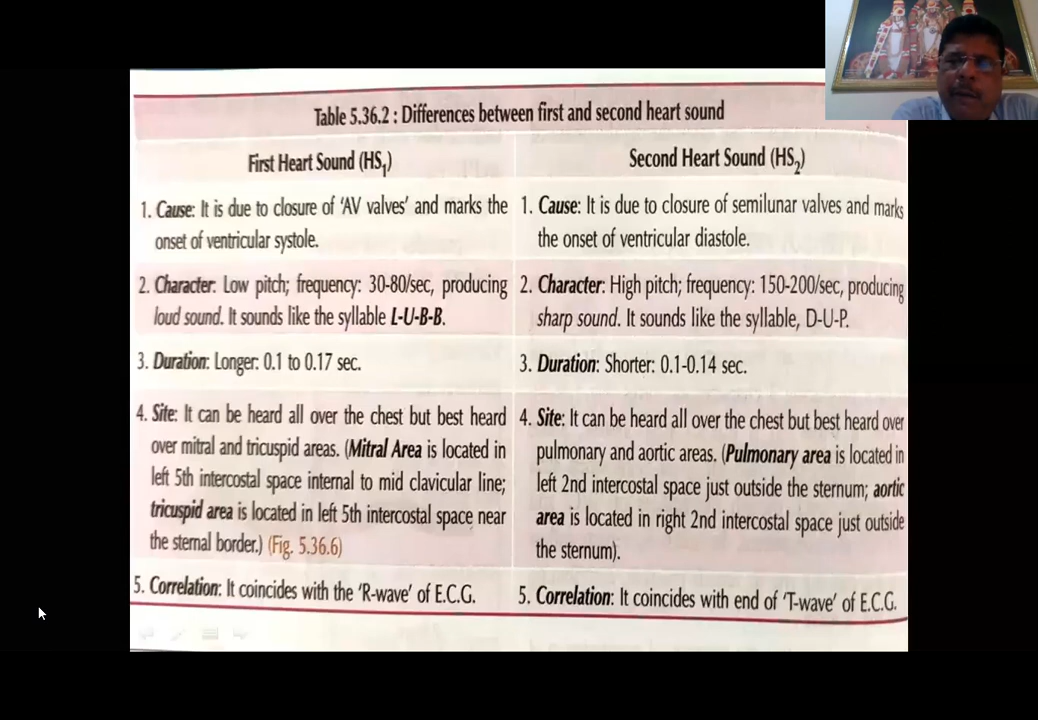 Table 5.36.2 : Differences between first and second heart sound
First Heart Sound (HS1)
1. Cause: It is due to closure of 'AV valves' and marks the
onset of ventricular systole.
2. Character: Low pitch; frequency: 30-80/sec, producing
loud sound. It sounds like the syllable L-U-B-B.
3. Duration: Longer: 0.1 to 0.17 sec.
4. Site: It can be heard all over the chest but best heard
over mitral and tricuspid areas. (Mitral Area is located in
left 5th intercostal space internal to mid clavicular line;
tricuspid area is located in left 5th intercostal space near
the sternal border.) (Fig. 5.36.6)
5. Correlation: It coincides with the 'R-wave' of E.C.G.
Second Heart Sound (HS2)
1. Cause: It is due to closure of semilunar valves and marks
the onset of ventricular diastole.
2. Character: High pitch; frequency: 150-200/sec, producing
sharp sound. It sounds like the syllable, D-U-P.
3. Duration: Shorter: 0.1-0.14 sec.
4. Site: It can be heard all over the chest but best heard over
pulmonary and aortic areas. (Pulmonary area is located in
left 2nd intercostal space just outside the sternum; aortic
area is located in right 2nd intercostal space just outside
the sternum).
5. Correlation: It coincides with end of 'T-wave' of E.C.G.